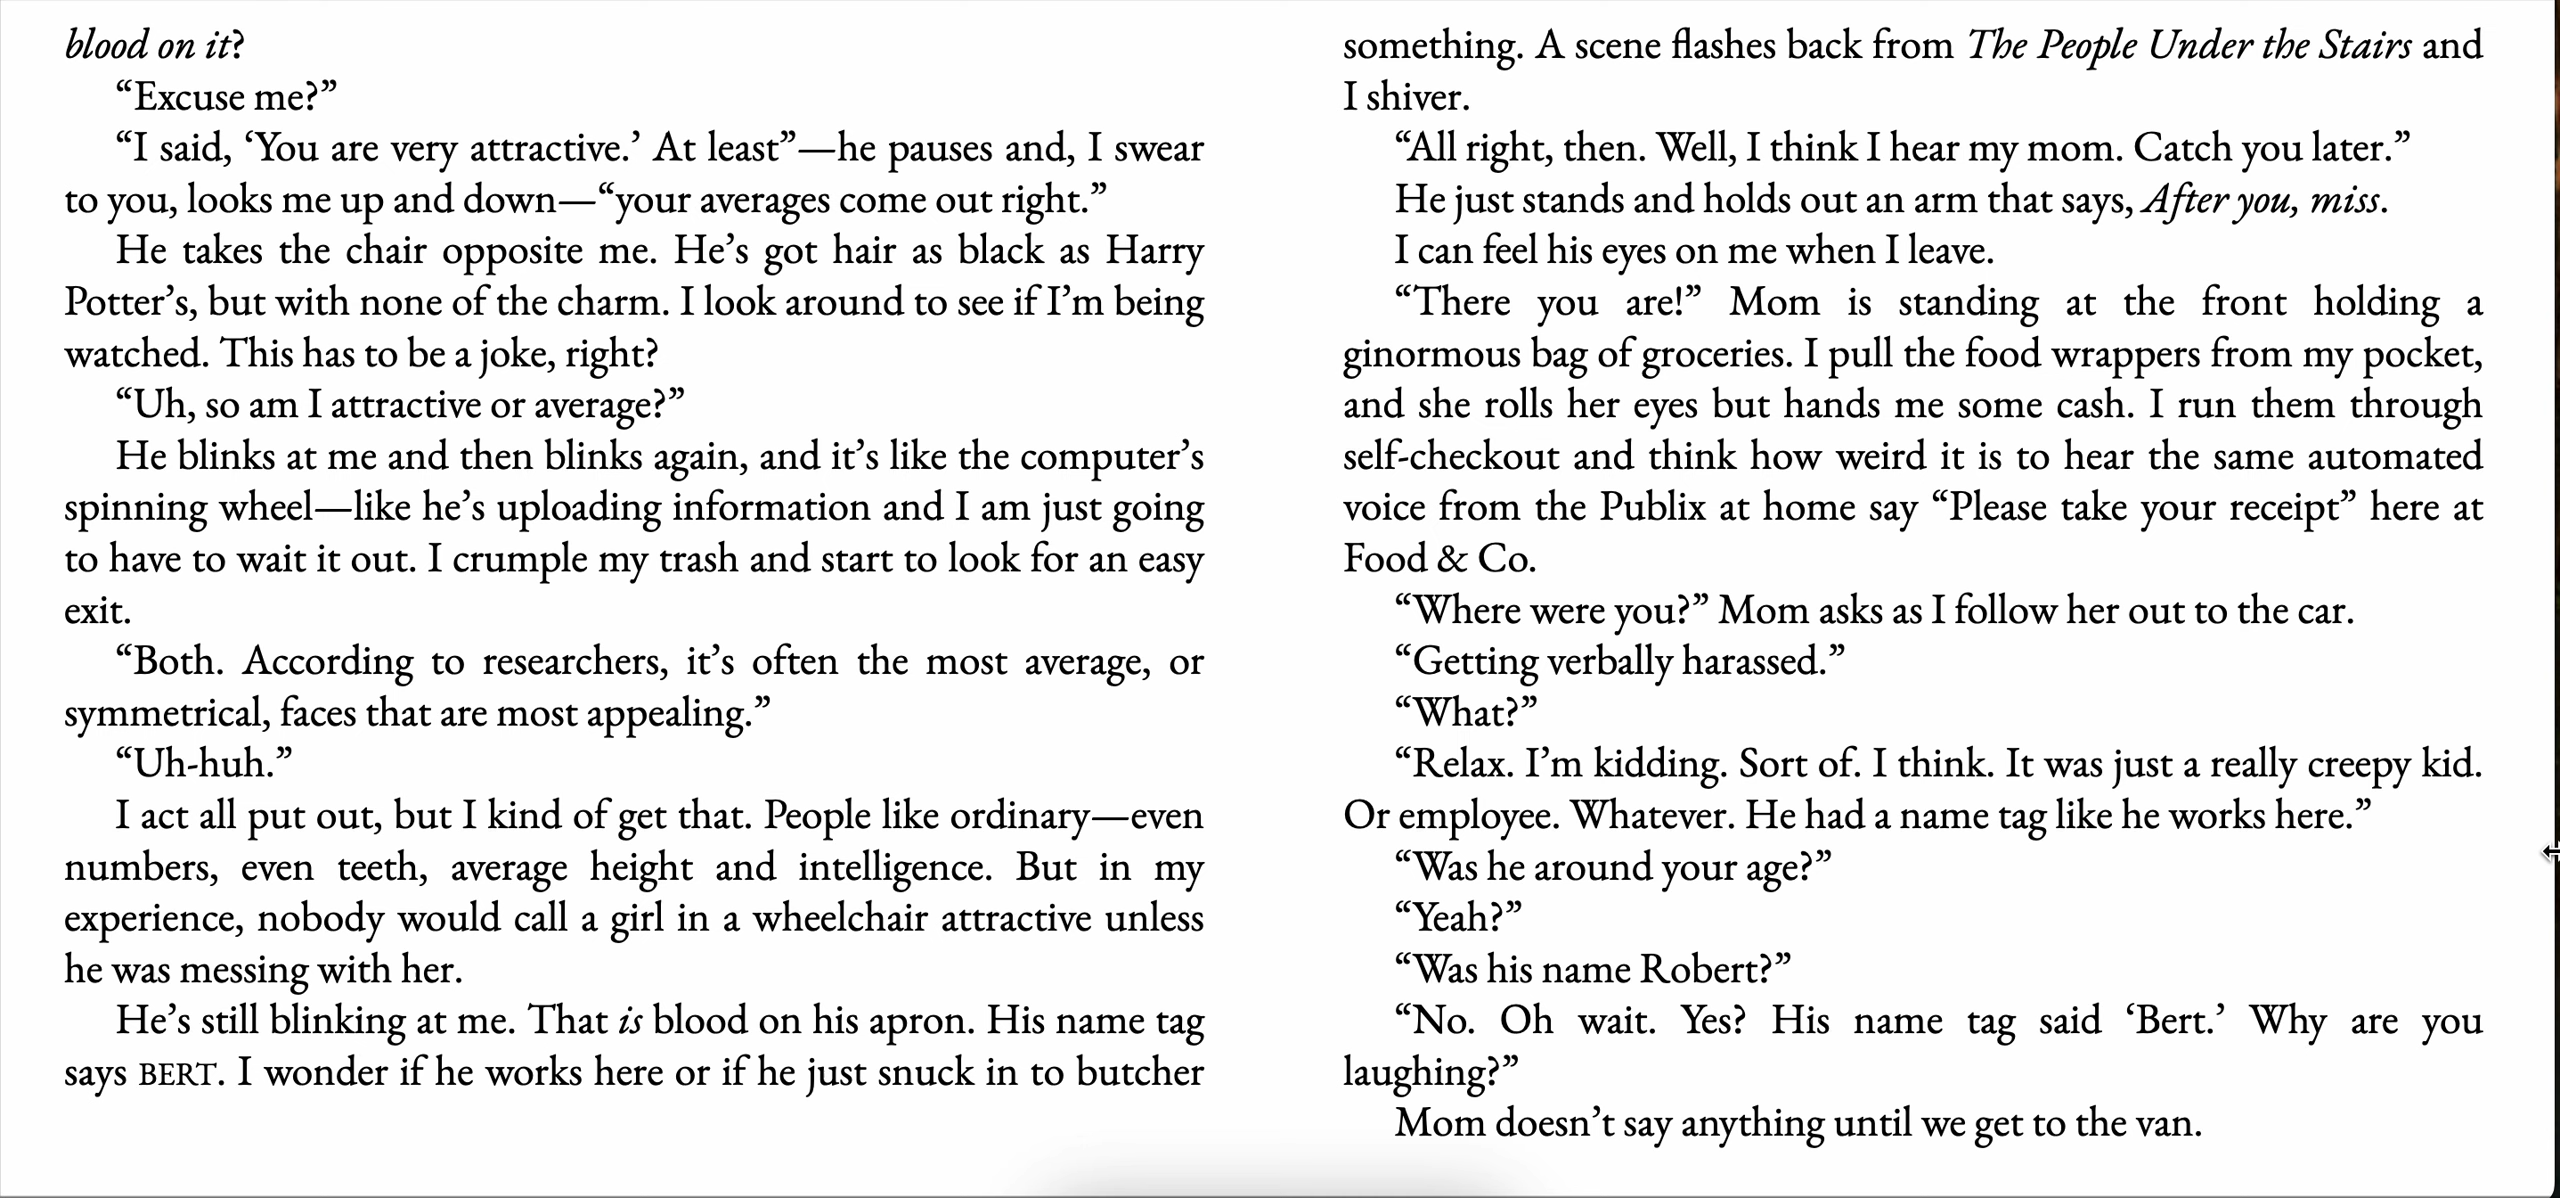 blood on it?
“Excuse me?”
“I said, ‘You are very attractive.’ At least”—he pauses and, I swear
to you, looks me up and down—“your averages come out right.”
He takes the chair opposite me. He’s got hair as black as Harry
Potter’s, but with none of the charm. I look around to see if I’m being
watched. This has to be a joke, right?
“Uh, so am I attractive or average?”
He blinks at me and then blinks again, and it’s like the computer’s
spinning wheel—like he’s uploading information and I am just going
to have to wait it out. I crumple my trash and start to look for an easy
exit.
“Both. According to researchers, it’s often the most average, or
symmetrical, faces that are most appealing.”
“Uh-huh.”
I act all put out, but I kind of get that. People like ordinary—even
numbers, even teeth, average height and intelligence. But in my
experience, nobody would call a girl in a wheelchair attractive unless
he was messing with her.
He’s still blinking at me. That is blood on his apron. His name tag
says BERT. I wonder if he works here or if he just snuck in to butcher
something. A scene flashes back from The People Under the Stairs and
I shiver.
“All right, then. Well, I think I hear my mom. Catch you later.”
He just stands and holds out an arm that says, After you, miss.
I can feel his eyes on me when I leave.
“There you are!” Mom is standing at the front holding a
ginormous bag of groceries. I pull the food wrappers from my pocket,
and she rolls her eyes but hands me some cash. I run them through
self-checkout and think how weird it is to hear the same automated
voice from the Publix at home say “Please take your receipt” here at
Food & Co.
“Where were you?” Mom asks as I follow her out to the car.
“Getting verbally harassed.”
“What?”
“Relax. I’m kidding. Sort of. I think. It was just a really creepy kid.
Or employee. Whatever. He had a name tag like he works here.”
“Was he around your age?”
“Yeah?”
“Was his name Robert?”
“No. Oh wait. Yes? His name tag said ‘Bert.’ Why are you
laughing?”
Mom doesn’t say anything until we get to the van.